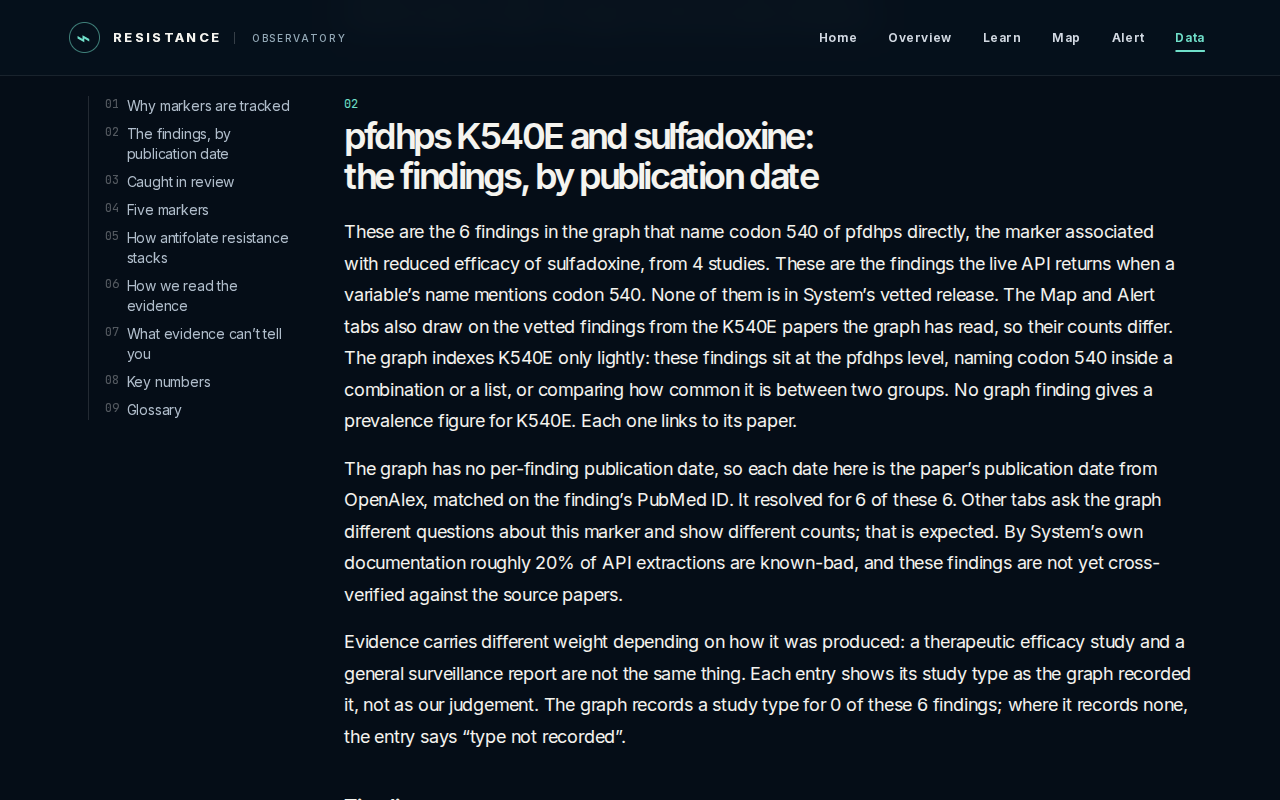 RESISTANCE
OBSERVATORY
Home
Overview
Learn
Map
Alert
Data
01 Why markers are tracked
02 The findings, by
publication date
03 Caught in review
04 Five markers
05 How antifolate resistance
stacks
06 How we read the
evidence
07 What evidence can’t tell
you
08 Key numbers
09 Glossary
02
pfdhps K540E and sulfadoxine:
the findings, by publication date
These are the 6 findings in the graph that name codon 540 of pfdhps directly, the marker associated
with reduced efficacy of sulfadoxine, from 4 studies. These are the findings the live API returns when a
variable’s name mentions codon 540. None of them is in System’s vetted release. The Map and Alert
tabs also draw on the vetted findings from the K540E papers the graph has read, so their counts differ.
The graph indexes K540E only lightly: these findings sit at the pfdhps level, naming codon 540 inside a
combination or a list, or comparing how common it is between two groups. No graph finding gives a
prevalence figure for K540E. Each one links to its paper.
The graph has no per-finding publication date, so each date here is the paper’s publication date from
OpenAlex, matched on the finding’s PubMed ID. It resolved for 6 of these 6. Other tabs ask the graph
different questions about this marker and show different counts; that is expected. By System’s own
documentation roughly 20% of API extractions are known-bad, and these findings are not yet cross-
verified against the source papers.
Evidence carries different weight depending on how it was produced: a therapeutic efficacy study and a
general surveillance report are not the same thing. Each entry shows its study type as the graph recorded
it, not as our judgement. The graph records a study type for 0 of these 6 findings; where it records none,
the entry says “type not recorded”.